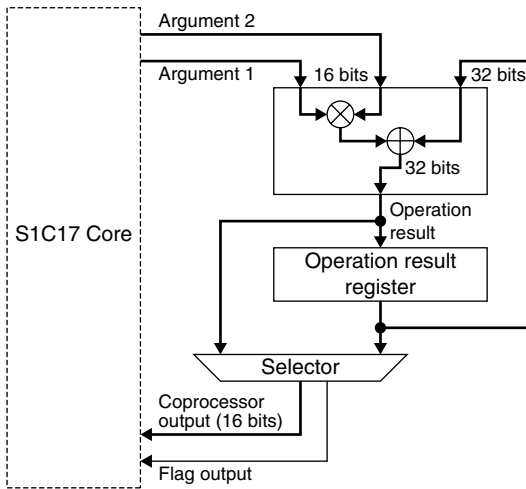 Argument 2
Argument 1
16 bits
32 bits
32 bits
S1C17 Core
Operation
result
Operation result
register
Selector
Coprocessor
output (16 bits)
Flag output